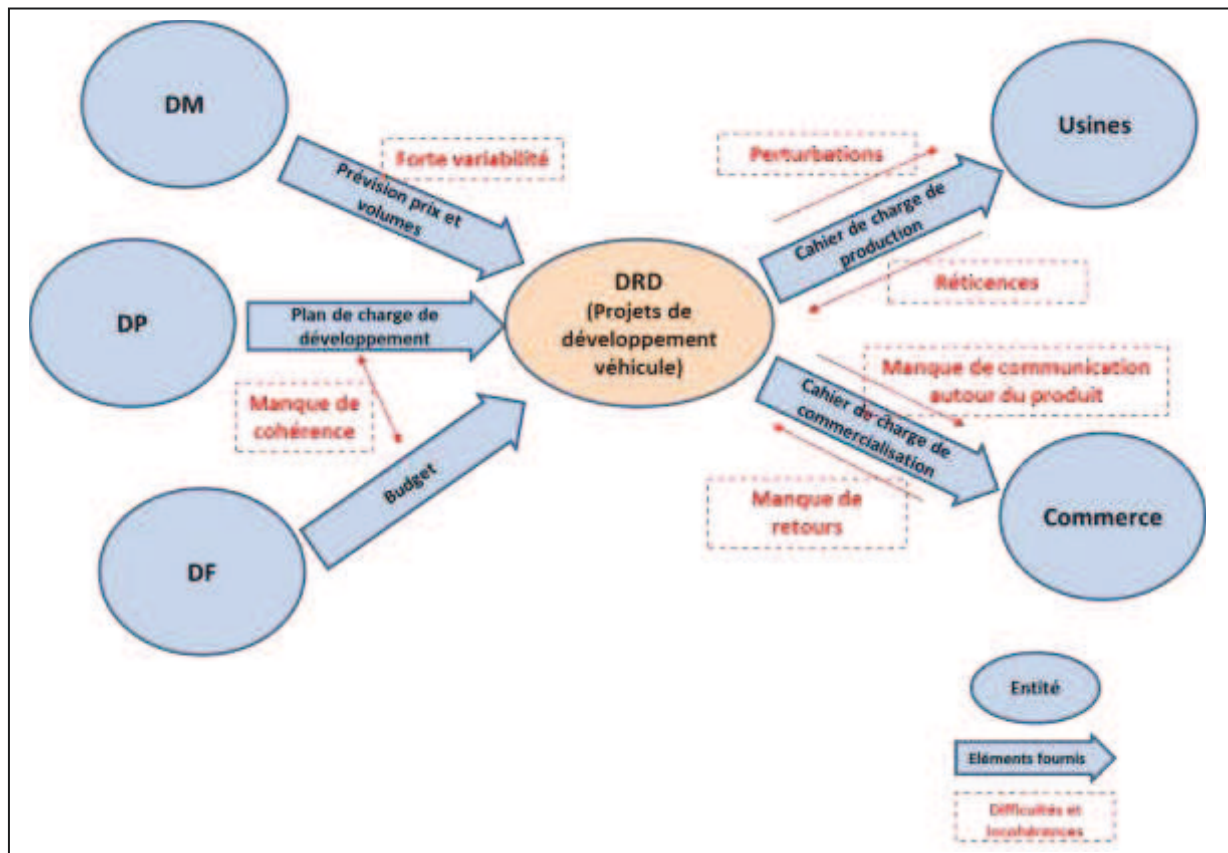 DM
Usines
Forte variabilité
Perturbations
Prévision prix et
volumes
Cahier de charge de
production
DRD
(Projets de
développement
véhicule)
Réticences
DP
Plan de charge de
développement
Manque de
cohérence
Manque de communication
autour du produit
Cahier de charge de
commercialisation
Budget
Manque de
retours
DF
Commerce
Entité
Eléments fournis
Difficultés et
incohérences